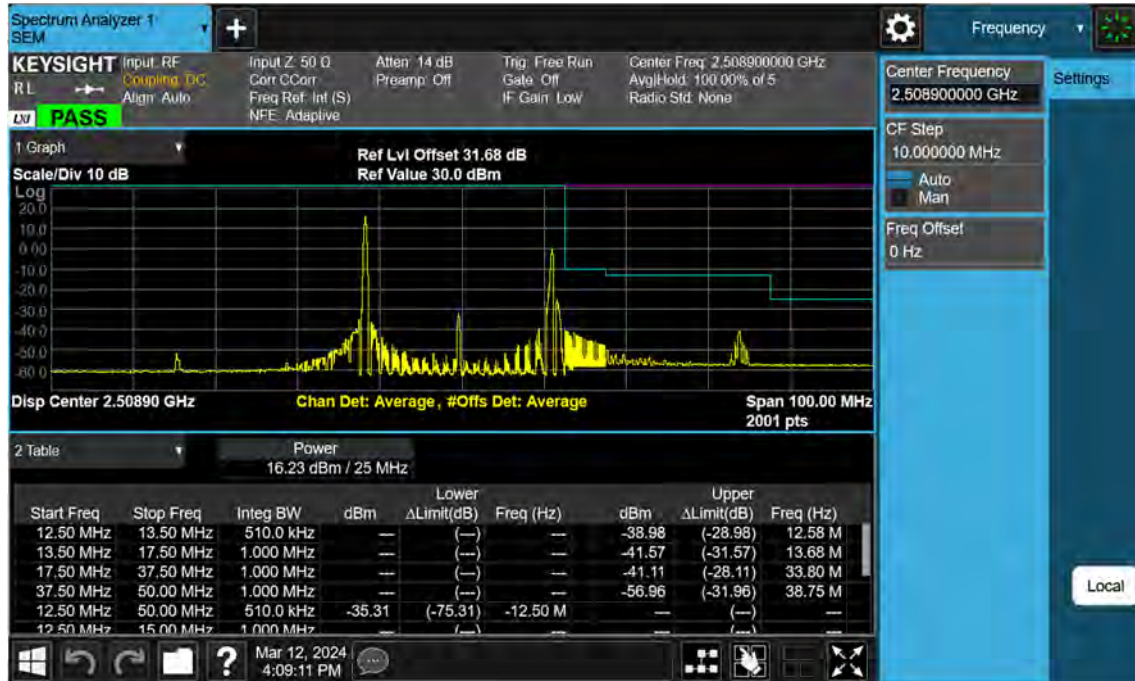 Spectrum Analyzer 1
SEM
+
Frequency
KEYSIGHT
RL
LXI PASS
Input: RF
Coupling: DC
Align: Auto
Input Z: 50 Ω
Corr CCorr
Freq Ref: Int (S)
NFE: Adaptive
Atten: 14 dB
Preamp: Off
Trig: Free Run
Gate: Off
IF Gain: Low
Center Freq: 2.508900000 GHz
Avg|Hold: 100.00% of 5
Radio Std: None
Center Frequency
2.508900000 GHz
Settings
CF Step
10.000000 MHz
Auto
Man
Freq Offset
0 Hz
Local
1 Graph
Scale/Div 10 dB
Ref Lvl Offset 31.68 dB
Ref Value 30.0 dBm
Log
20.0
10.0
0.00
-10.0
-20.0
-30.0
-40.0
-50.0
-60.0
Disp Center 2.50890 GHz
Chan Det: Average, #Offs Det: Average
Span 100.00 MHz
2001 pts
2 Table
Power
16.23 dBm / 25 MHz
Lower Upper
Start Freq Stop Freq Integ BW dBm ΔLimit(dB) Freq (Hz) dBm ΔLimit(dB) Freq (Hz)
12.50 MHz 13.50 MHz 510.0 kHz --- (---) --- -38.98 (-28.98) 12.58 M
13.50 MHz 17.50 MHz 1.000 MHz --- (---) --- -41.57 (-31.57) 13.68 M
17.50 MHz 37.50 MHz 1.000 MHz --- (---) --- -41.11 (-28.11) 33.80 M
37.50 MHz 50.00 MHz 1.000 MHz --- (---) --- -56.96 (-31.96) 38.75 M
12.50 MHz 50.00 MHz 510.0 kHz -35.31 (-75.31) -12.50 M --- (---) ---
12.50 MHz 15.00 MHz 1.000 MHz --- (---) --- --- (---) ---
?
Mar 12, 2024
4:09:11 PM